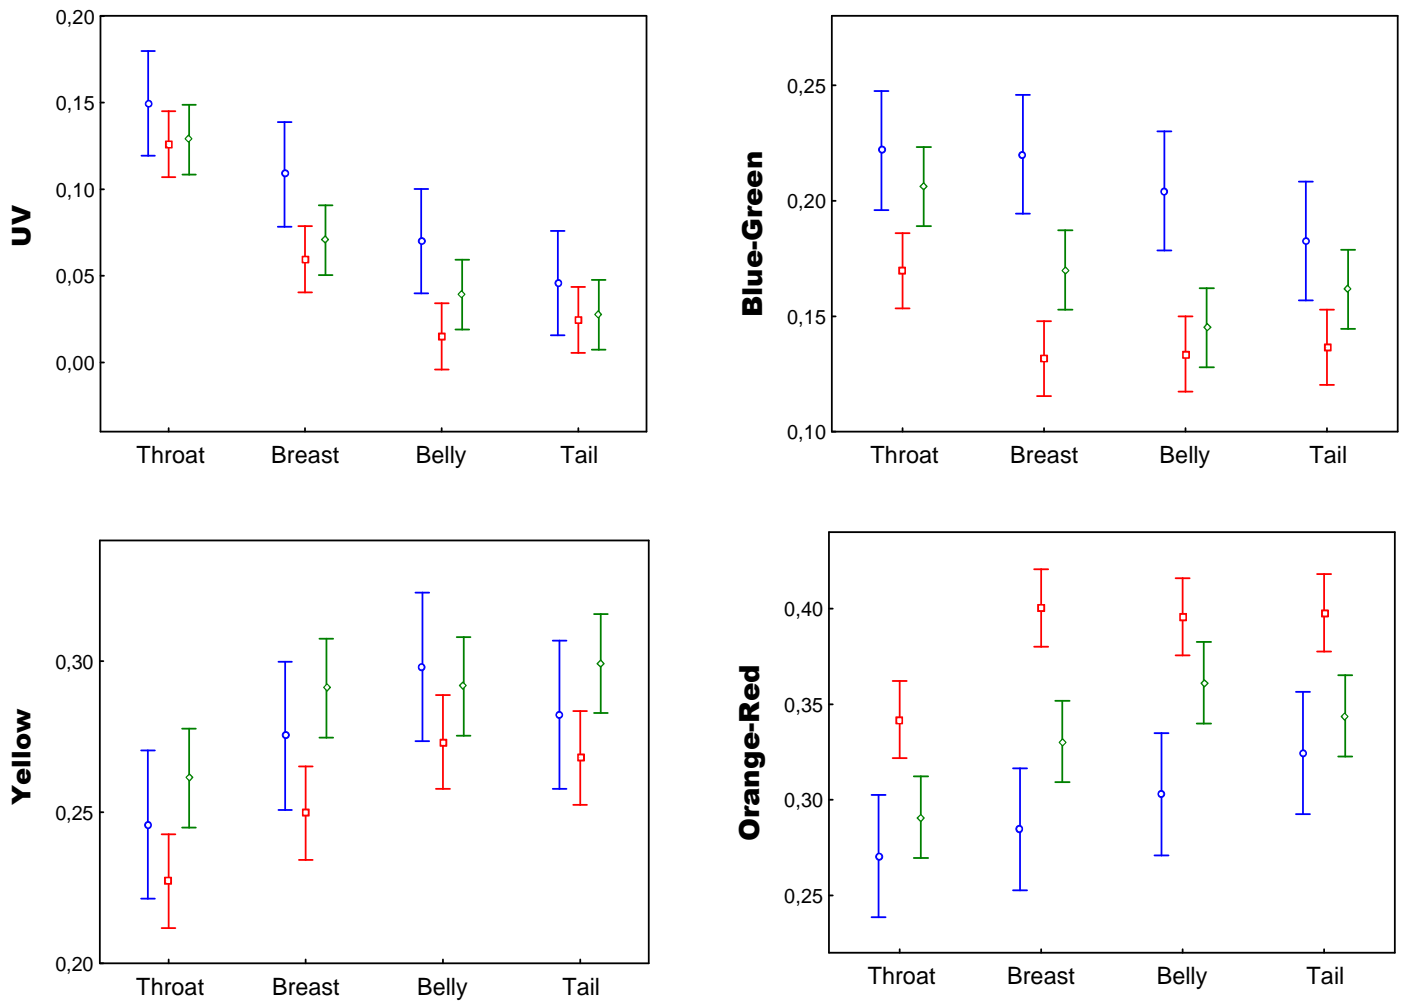 UV
0,20
0,15
0,10
0,05
0,00
Throat Breast Belly Tail
Blue-Green
0,25
0,20
0,15
0,10
Throat Breast Belly Tail
Yellow
0,30
0,25
0,20
Throat Breast Belly Tail
Orange-Red
0,40
0,35
0,30
0,25
Throat Breast Belly Tail